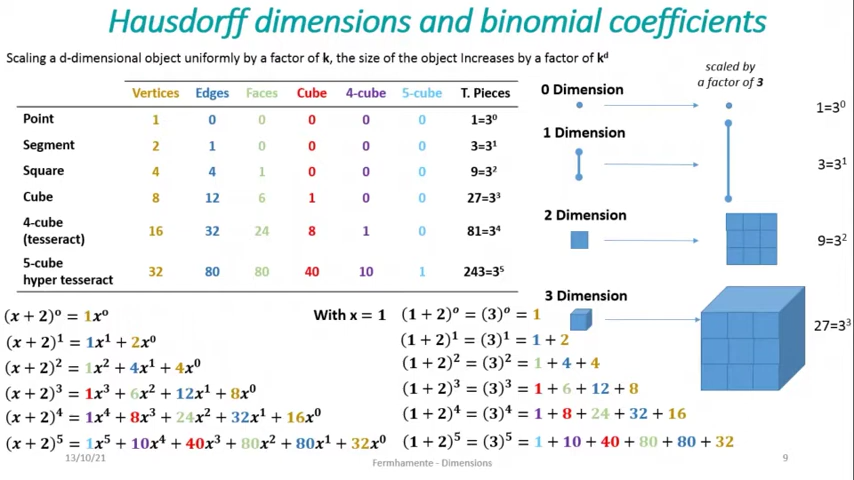 Hausdorff dimensions and binomial coefficients
Scaling a d-dimensional object uniformly by a factor of k, the size of the object Increases by a factor of kᵈ
Vertices Edges Faces Cube 4-cube 5-cube T. Pieces
Point 1 0 0 0 0 0 1=3⁰
Segment 2 1 0 0 0 0 3=3¹
Square 4 4 1 0 0 0 9=3²
Cube 8 12 6 1 0 0 27=3³
4-cube
(tesseract) 16 32 24 8 1 0 81=3⁴
5-cube
hyper tesseract 32 80 80 40 10 1 243=3⁵
scaled by
a factor of 3
0 Dimension
1=3⁰
1 Dimension
3=3¹
2 Dimension
9=3²
3 Dimension
27=3³
(x + 2)⁰ = 1x⁰
(x + 2)¹ = 1x¹ + 2x⁰
(x + 2)² = 1x² + 4x¹ + 4x⁰
(x + 2)³ = 1x³ + 6x² + 12x¹ + 8x⁰
(x + 2)⁴ = 1x⁴ + 8x³ + 24x² + 32x¹ + 16x⁰
(x + 2)⁵ = 1x⁵ + 10x⁴ + 40x³ + 80x² + 80x¹ + 32x⁰
With x = 1
(1 + 2)⁰ = (3)⁰ = 1
(1 + 2)¹ = (3)¹ = 1 + 2
(1 + 2)² = (3)² = 1 + 4 + 4
(1 + 2)³ = (3)³ = 1 + 6 + 12 + 8
(1 + 2)⁴ = (3)⁴ = 1 + 8 + 24 + 32 + 16
(1 + 2)⁵ = (3)⁵ = 1 + 10 + 40 + 80 + 80 + 32
13/10/21
Fermhamente - Dimensions
9